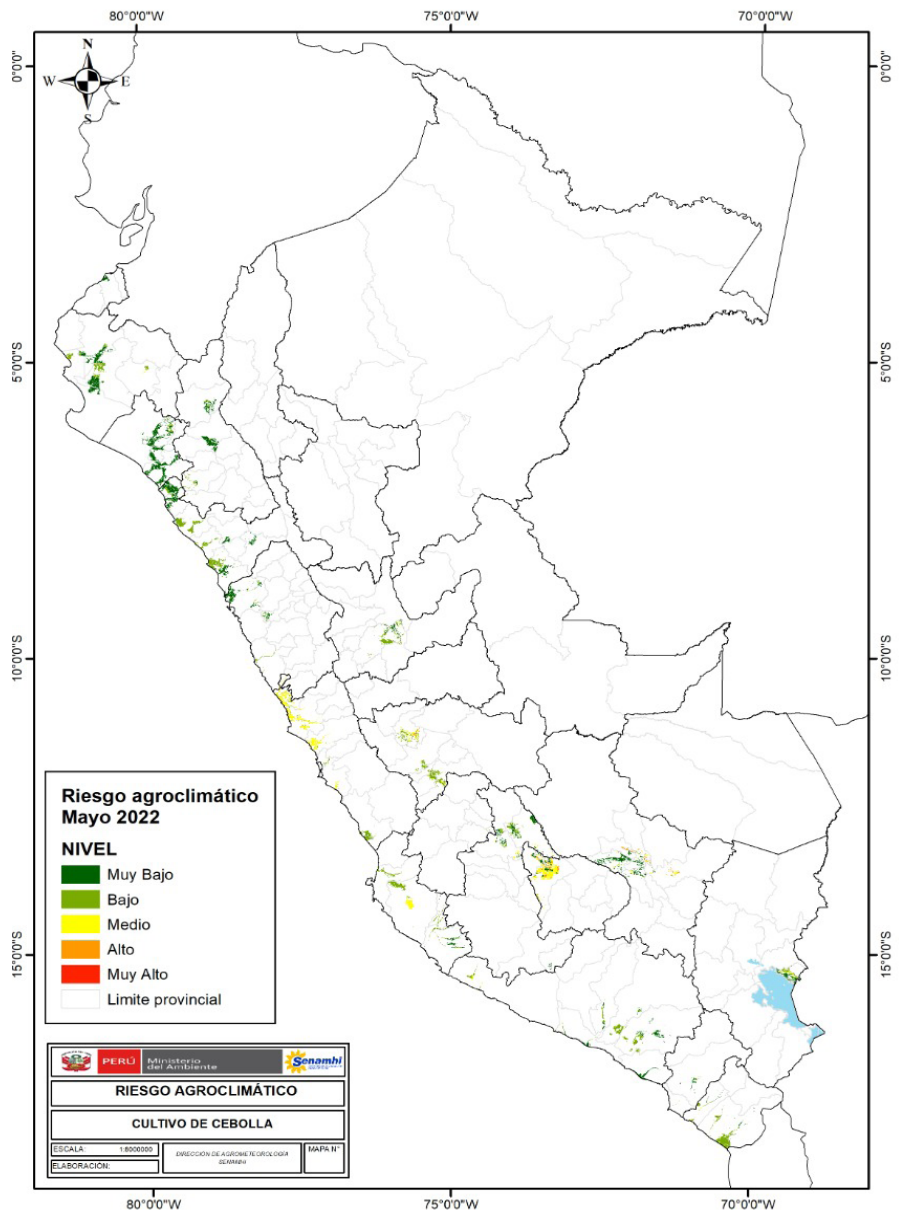 80°0'0"W 75°0'0"W 70°0'0"W
N
W E
S
0°0'0"
0°0'0"
5°0'0"S
5°0'0"S
10°0'0"S
10°0'0"S
15°0'0"S
15°0'0"S
Riesgo agroclimático
Mayo 2022
NIVEL
Muy Bajo
Bajo
Medio
Alto
Muy Alto
Limite provincial
PERÚ Ministerio
del Ambiente
Senamhi
RIESGO AGROCLIMÁTICO
CULTIVO DE CEBOLLA
ESCALA: 1:6000000
DIRECCIÓN DE AGROMETEOROLOGÍA
SENAMHI
MAPA N°
ELABORACIÓN:
80°0'0"W 75°0'0"W 70°0'0"W